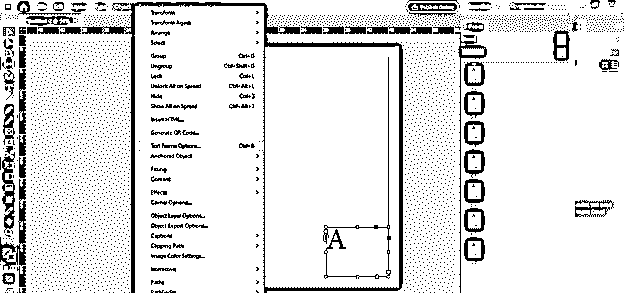 Transform
Transform Again
Arrange
Select
Group Ctrl+G
Ungroup Ctrl+Shift+G
Lock Ctrl+L
Unlock All on Spread Ctrl+Alt+L
Hide Ctrl+3
Show All on Spread Ctrl+Alt+3
Insert HTML...
Generate QR Code...
Text Frame Options... Ctrl+B
Anchored Object
Fitting
Content
Effects
Corner Options...
Object Layer Options...
Object Export Options...
Captions
Clipping Path
Image Color Settings...
Interactive
Paths
Pathfinder
A